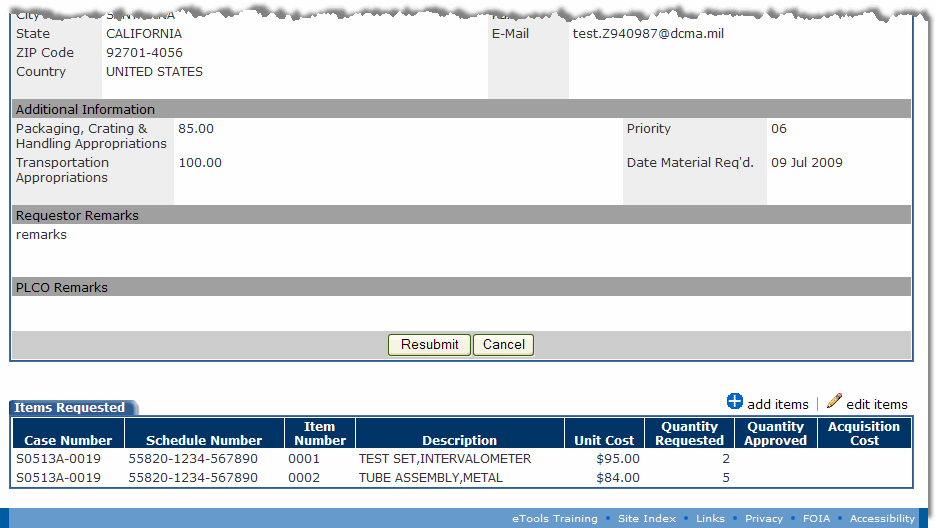 State CALIFORNIA E-Mail test.Z940987@dcma.mil
ZIP Code 92701-4056
Country UNITED STATES
Additional Information
Packaging, Crating & 85.00 Priority 06
Handling Appropriations
Transportation 100.00 Date Material Req'd. 09 Jul 2009
Appropriations
Requestor Remarks
remarks
PLCO Remarks
Resubmit Cancel
add items | edit items
Items Requested
Case Number Schedule Number Item Number Description Unit Cost Quantity Requested Quantity Approved Acquisition Cost
S0513A-0019 55820-1234-567890 0001 TEST SET,INTERVALOMETER $95.00 2
S0513A-0019 55820-1234-567890 0002 TUBE ASSEMBLY,METAL $84.00 5
eTools Training • Site Index • Links • Privacy • FOIA • Accessibility